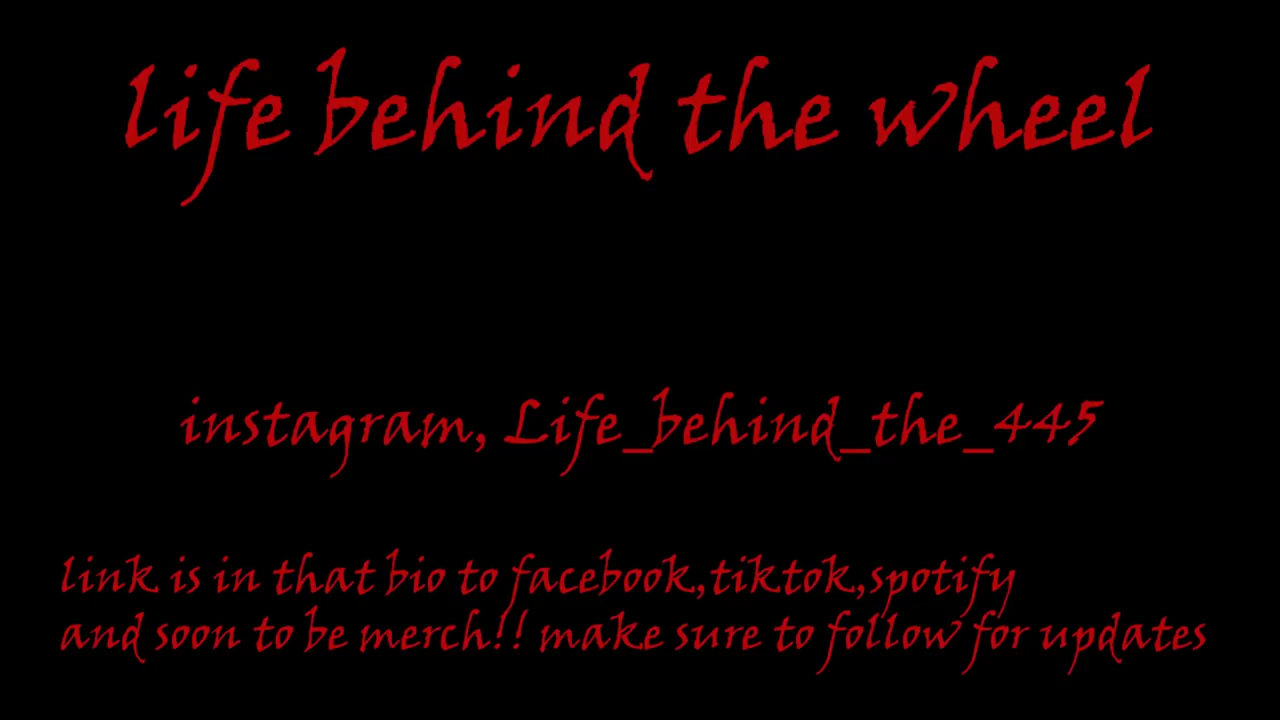 life behind the wheel
instagram, Life_behind_the_445
link is in that bio to facebook,tiktok,spotify
and soon to be merch!! make sure to follow for updates